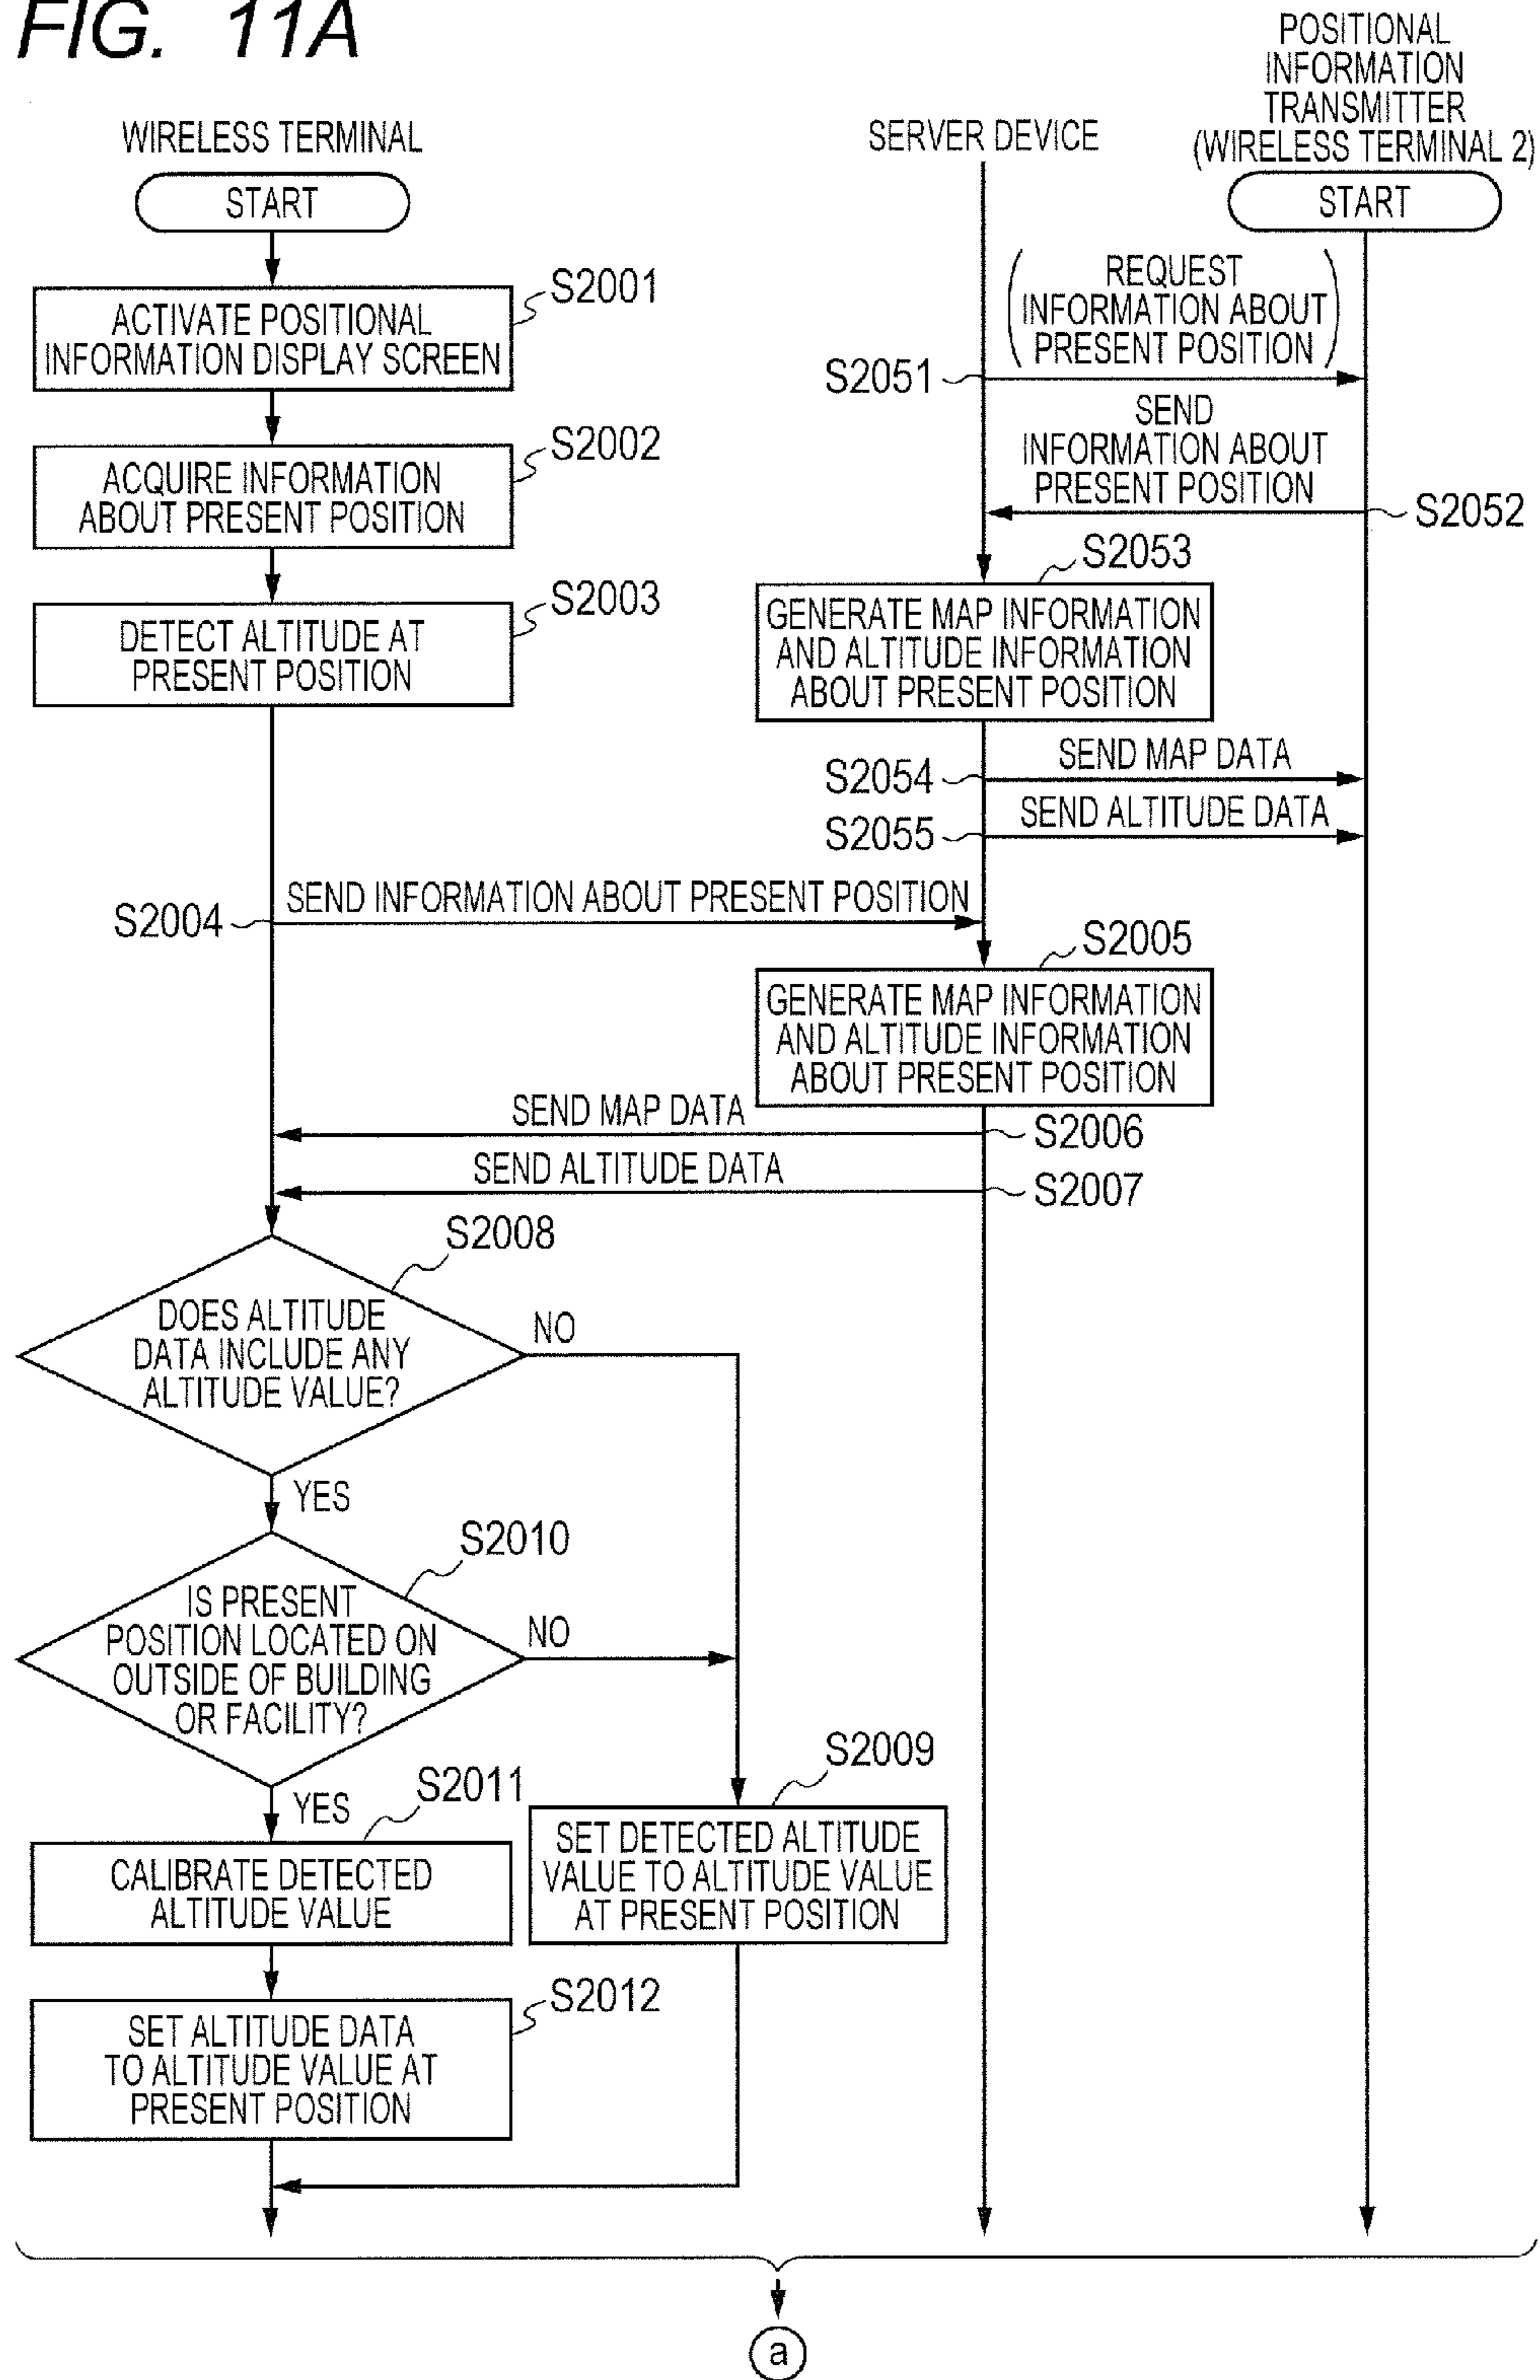 FIG. 11A
WIRELESS TERMINAL
SERVER DEVICE
POSITIONAL
INFORMATION
TRANSMITTER
(WIRELESS TERMINAL 2)
START
START
S2001
ACTIVATE POSITIONAL
INFORMATION DISPLAY SCREEN
(REQUEST
INFORMATION ABOUT
PRESENT POSITION)
S2051
S2002
ACQUIRE INFORMATION
ABOUT PRESENT POSITION
SEND
INFORMATION ABOUT
PRESENT POSITION
S2052
S2003
DETECT ALTITUDE AT
PRESENT POSITION
S2053
GENERATE MAP INFORMATION
AND ALTITUDE INFORMATION
ABOUT PRESENT POSITION
SEND MAP DATA
S2054
SEND ALTITUDE DATA
S2055
SEND INFORMATION ABOUT PRESENT POSITION
S2004
S2005
GENERATE MAP INFORMATION
AND ALTITUDE INFORMATION
ABOUT PRESENT POSITION
SEND MAP DATA
S2006
SEND ALTITUDE DATA
S2007
S2008
DOES ALTITUDE
DATA INCLUDE ANY
ALTITUDE VALUE?
NO
YES
S2010
IS PRESENT
POSITION LOCATED ON
OUTSIDE OF BUILDING
OR FACILITY?
NO
YES
S2011
CALIBRATE DETECTED
ALTITUDE VALUE
S2009
SET DETECTED ALTITUDE
VALUE TO ALTITUDE VALUE
AT PRESENT POSITION
S2012
SET ALTITUDE DATA
TO ALTITUDE VALUE AT
PRESENT POSITION
a